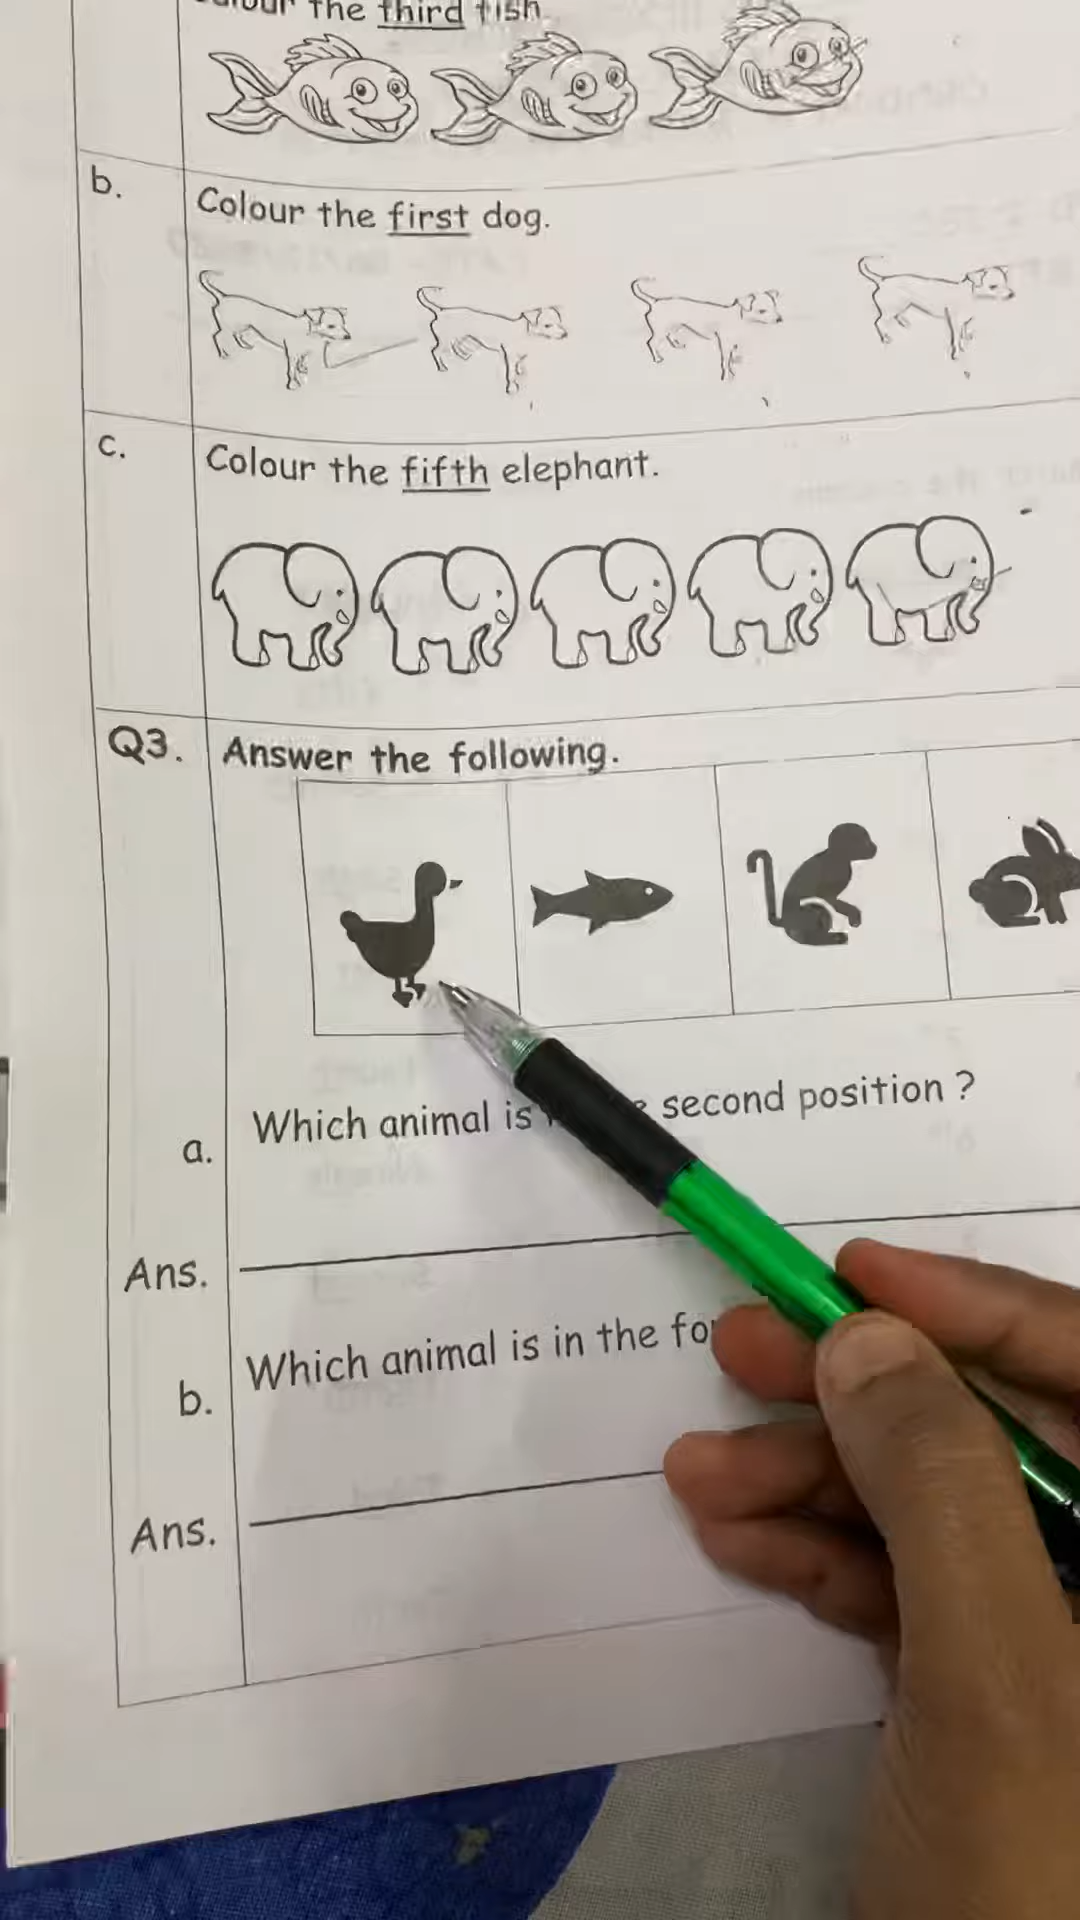 Colour the third fish.
b.
Colour the first dog.
c.
Colour the fifth elephant.
Q3. Answer the following.
a. Which animal is second position ?
Ans.
b. Which animal is in the
Ans.